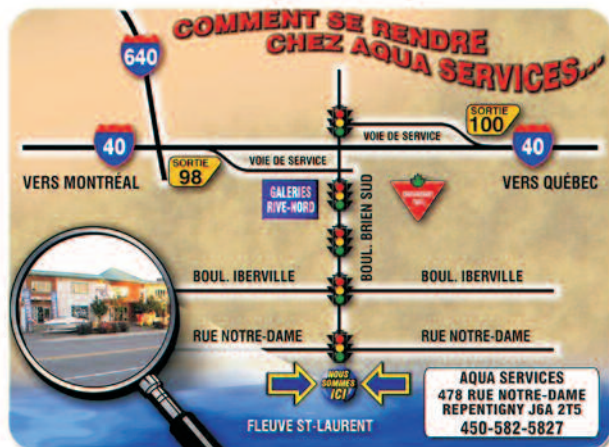 COMMENT SE RENDRE
CHEZ AQUA SERVICES...
640
SORTIE
100
VOIE DE SERVICE
40
40
VERS MONTRÉAL
SORTIE
98
VOIE DE SERVICE
VERS QUÉBEC
GALERIES
RIVE-NORD
BOUL. BRIEN SUD
BOUL. IBERVILLE
BOUL. IBERVILLE
RUE NOTRE-DAME
RUE NOTRE-DAME
NOUS
SOMMES
ICI
FLEUVE ST-LAURENT
AQUA SERVICES
478 RUE NOTRE-DAME
REPENTIGNY J6A 2T5
450-582-5827